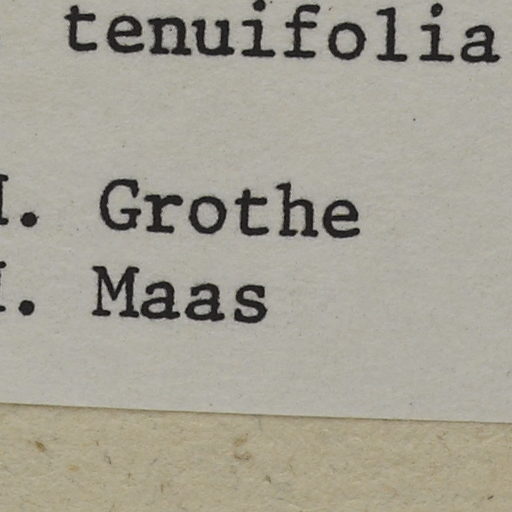 tenuifolia
. Grothe
. Maas